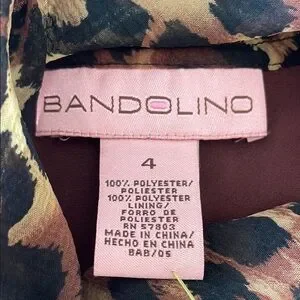 BANDOLINO
4
100% POLYESTER/
POLIESTER
100% POLYESTER
LINING/
FORRO DE
POLIESTER
RN 57803
MADE IN CHINA/
HECHO EN CHINA
BAB/05